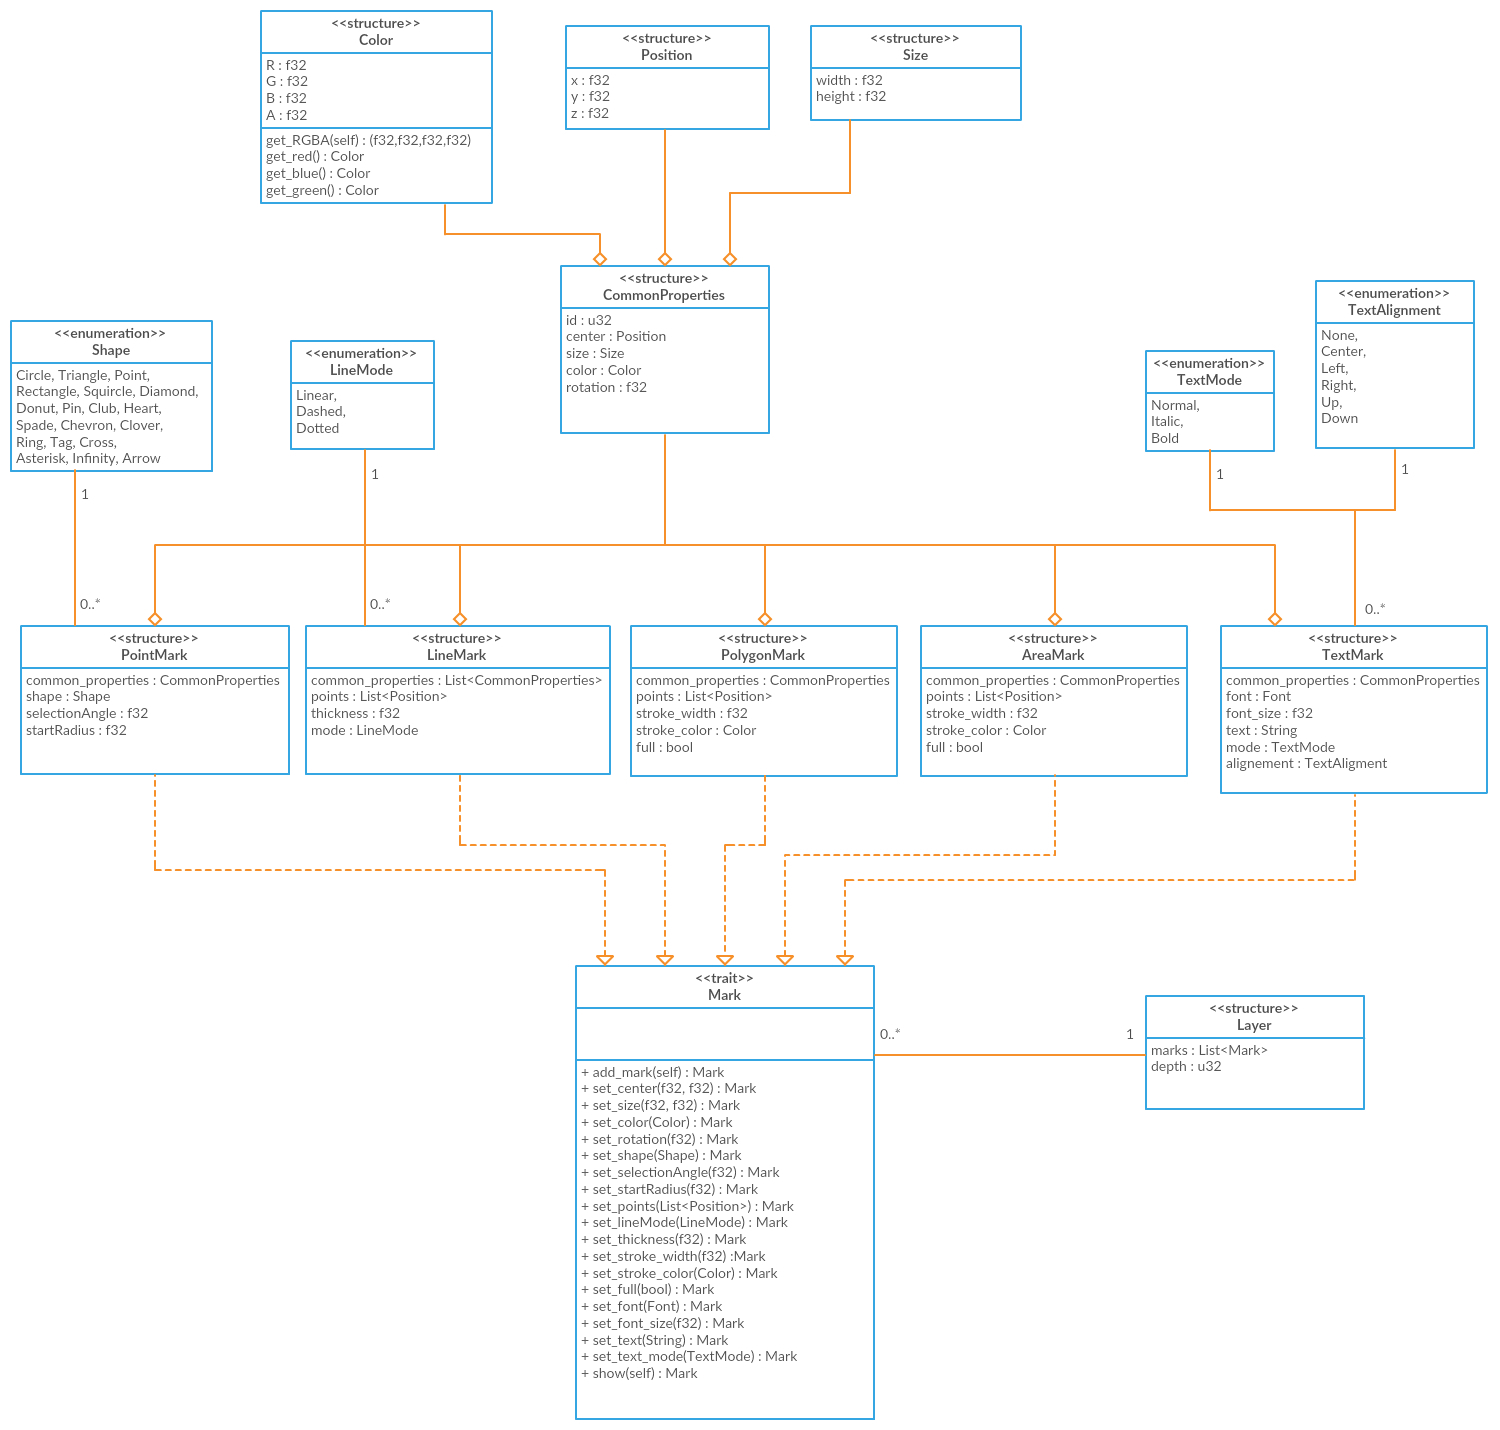 <<structure>>
Color
R : f32
G : f32
B : f32
A : f32
get_RGBA(self) : (f32,f32,f32,f32)
get_red() : Color
get_blue() : Color
get_green() : Color
<<structure>>
Position
x : f32
y : f32
z : f32
<<structure>>
Size
width : f32
height : f32
<<structure>>
CommonProperties
id : u32
center : Position
size : Size
color : Color
rotation : f32
<<enumeration>>
Shape
Circle, Triangle, Point,
Rectangle, Squircle, Diamond,
Donut, Pin, Club, Heart,
Spade, Chevron, Clover,
Ring, Tag, Cross,
Asterisk, Infinity, Arrow
<<enumeration>>
LineMode
Linear,
Dashed,
Dotted
<<enumeration>>
TextMode
Normal,
Italic,
Bold
<<enumeration>>
TextAlignment
None,
Center,
Left,
Right,
Up,
Down
1
1
1
1
0..*
0..*
0..*
<<structure>>
PointMark
common_properties : CommonProperties
shape : Shape
selectionAngle : f32
startRadius : f32
<<structure>>
LineMark
common_properties : List<CommonProperties>
points : List<Position>
thickness : f32
mode : LineMode
<<structure>>
PolygonMark
common_properties : CommonProperties
points : List<Position>
stroke_width : f32
stroke_color : Color
full : bool
<<structure>>
AreaMark
common_properties : CommonProperties
points : List<Position>
stroke_width : f32
stroke_color : Color
full : bool
<<structure>>
TextMark
common_properties : CommonProperties
font : Font
font_size : f32
text : String
mode : TextMode
alignement : TextAligment
<<trait>>
Mark
+ add_mark(self) : Mark
+ set_center(f32, f32) : Mark
+ set_size(f32, f32) : Mark
+ set_color(Color) : Mark
+ set_rotation(f32) : Mark
+ set_shape(Shape) : Mark
+ set_selectionAngle(f32) : Mark
+ set_startRadius(f32) : Mark
+ set_points(List<Position>) : Mark
+ set_lineMode(LineMode) : Mark
+ set_thickness(f32) : Mark
+ set_stroke_width(f32) :Mark
+ set_stroke_color(Color) : Mark
+ set_full(bool) : Mark
+ set_font(Font) : Mark
+ set_font_size(f32) : Mark
+ set_text(String) : Mark
+ set_text_mode(TextMode) : Mark
+ show(self) : Mark
0..*
1
<<structure>>
Layer
marks : List<Mark>
depth : u32